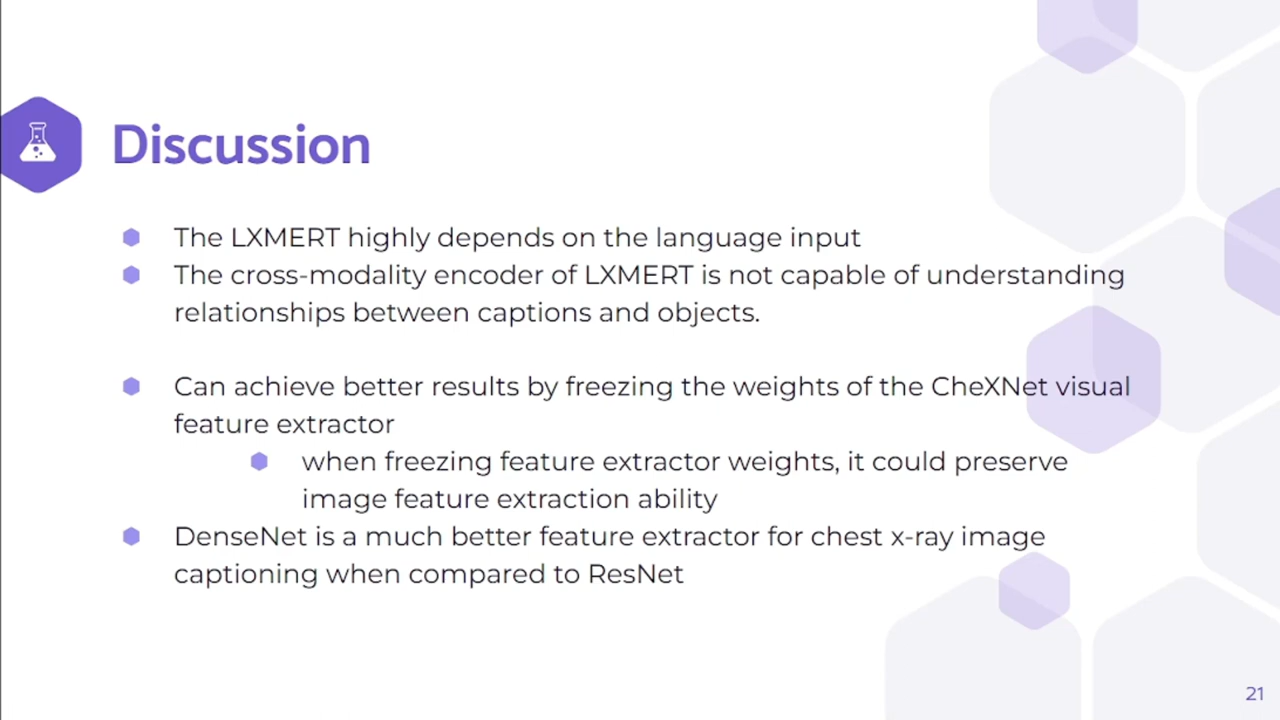 Discussion
The LXMERT highly depends on the language input
The cross-modality encoder of LXMERT is not capable of understanding
relationships between captions and objects.
Can achieve better results by freezing the weights of the CheXNet visual
feature extractor
when freezing feature extractor weights, it could preserve
image feature extraction ability
DenseNet is a much better feature extractor for chest x-ray image
captioning when compared to ResNet
21